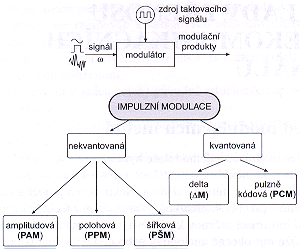 zdroj taktovacího
signálu
signál
ω
modulátor
modulační
produkty
IMPULZNÍ MODULACE
nekvantovaná
kvantovaná
delta
(ΔM)
pulzně
kódová (PCM)
amplitudová
(PAM)
polohová
(PPM)
šířková
(PŠM)